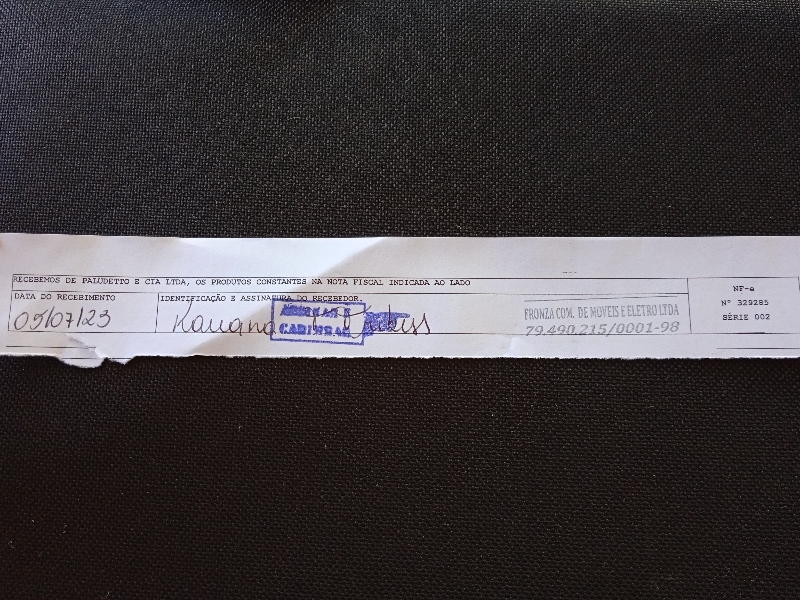 RECEBEMOS DE PALUDETTO E CIA LTDA, OS PRODUTOS CONSTANTES NA NOTA FISCAL INDICADA AO LADO
DATA DO RECEBIMENTO
05/07/23
IDENTIFICAÇÃO E ASSINATURA DO RECEBEDOR.
Kauana
FRONZA COM. DE MOVEIS E ELETRO LTDA
79.490.215/0001-98
NF-e
N° 329285
SÉRIE 002